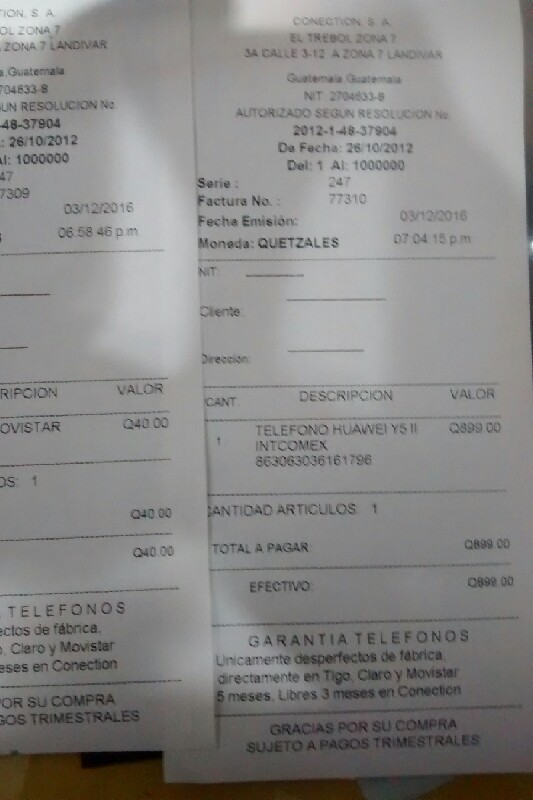 CTION, S. A.
OL ZONA 7
A ZONA 7 LANDIVAR
a,Guatemala
704633-8
GUN RESOLUCION No.
-48-37904
: 26/10/2012
Al: 1000000
47
7309
03/12/2016
06:58:46 p.m.
RIPCION VALOR
OVISTAR Q40.00
OS: 1
Q40.00
Q40.00
TELEFONOS
ectos de fábrica,
o, Claro y Movistar
eses en Conection
POR SU COMPRA
GOS TRIMESTRALES
CONECTION, S. A.
EL TREBOL ZONA 7
3A CALLE 3-12 A ZONA 7 LANDIVAR
Guatemala,Guatemala
NIT: 2704633-8
AUTORIZADO SEGUN RESOLUCION No.
2012-1-48-37904
De Fecha: 26/10/2012
Del: 1 Al: 1000000
Serie : 247
Factura No. : 77310
Fecha Emisión: 03/12/2016
Moneda: QUETZALES 07:04:15 p.m.
NIT:
Cliente:
Dirección:
CANT. DESCRIPCION VALOR
1 TELEFONO HUAWEI Y5 II Q899.00
INTCOMEX
863063036161796
CANTIDAD ARTICULOS: 1
TOTAL A PAGAR: Q899.00
EFECTIVO: Q899.00
GARANTIA TELEFONOS
Unicamente desperfectos de fábrica,
directamente en Tigo, Claro y Movistar
5 meses, Libres 3 meses en Conection
GRACIAS POR SU COMPRA
SUJETO A PAGOS TRIMESTRALES